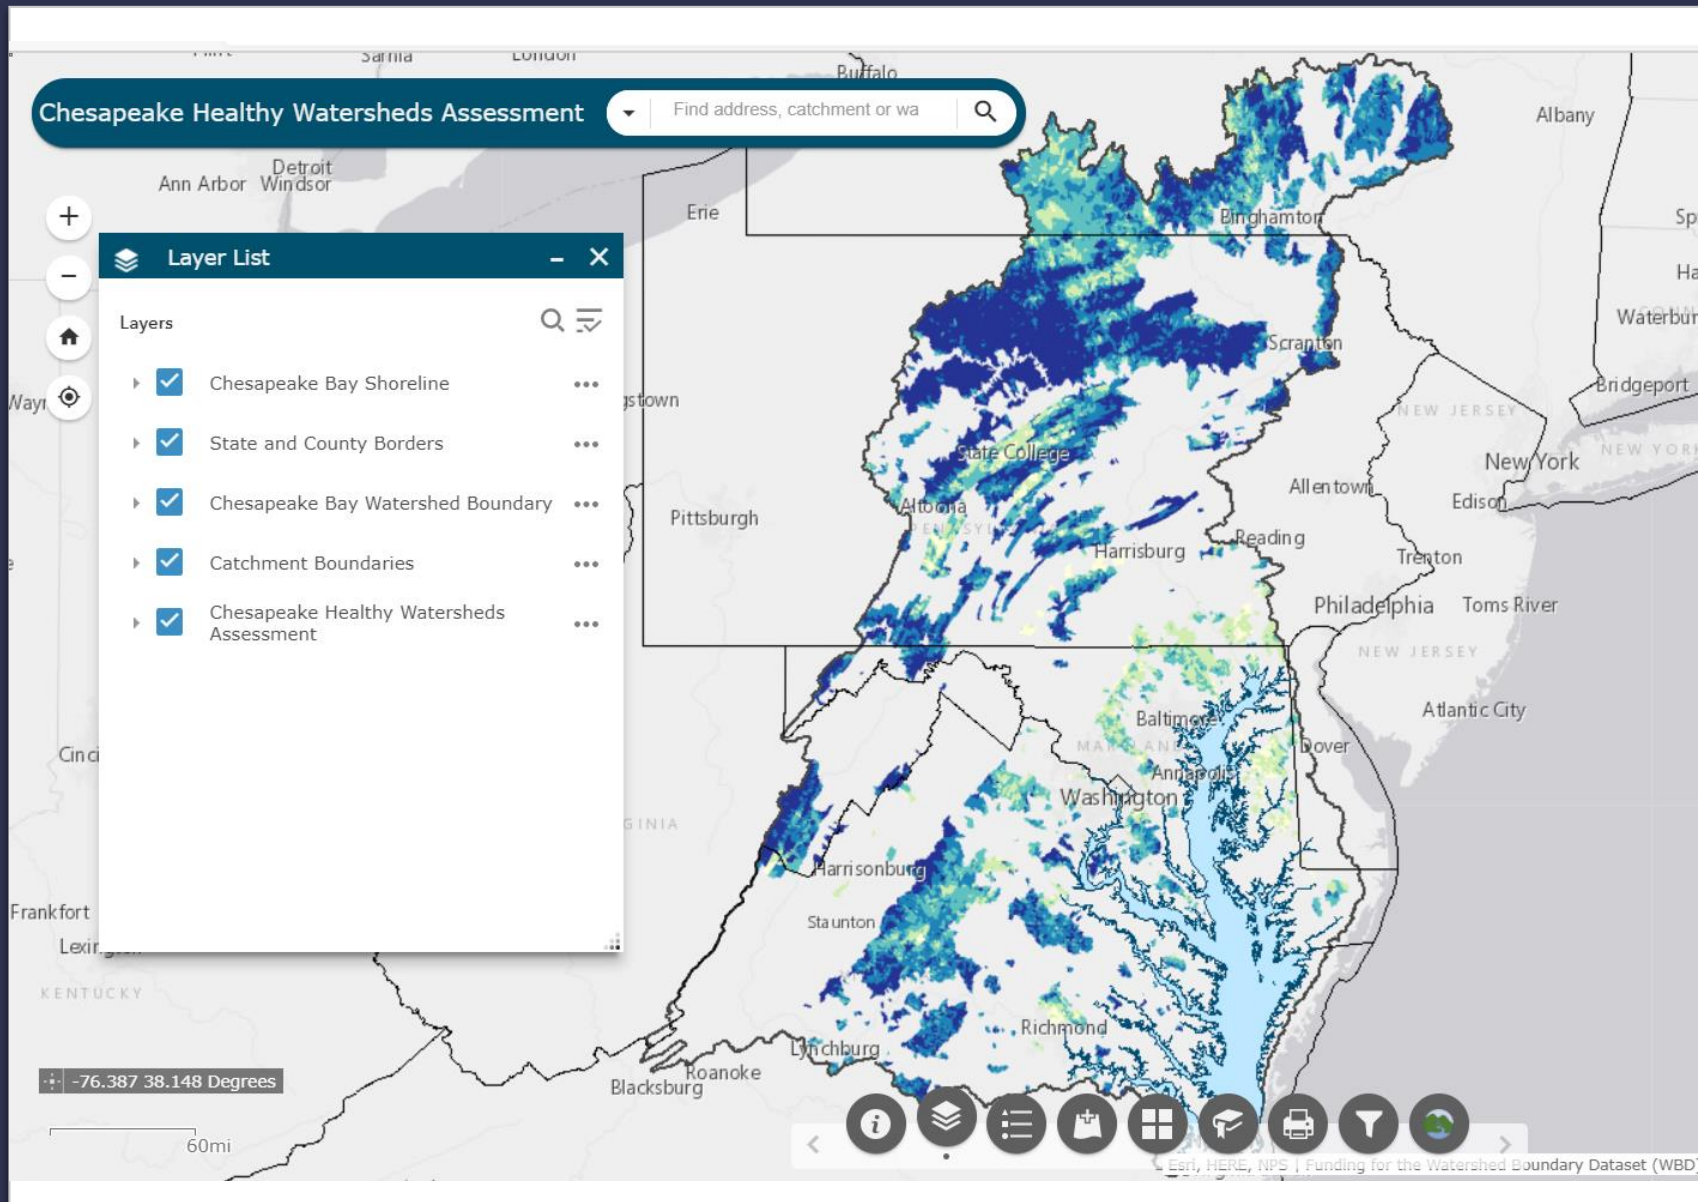 Sarnia
London
Buffalo
Chesapeake Healthy Watersheds Assessment
Find address, catchment or wa
Albany
Detroit
Ann Arbor
Windsor
Erie
Binghamton
Layer List
Layers
Scranton
Chesapeake Bay Shoreline
Bridgeport
NEW JERSEY
State and County Borders
State College
New York
NEW YORK
Allentown
Edison
Chesapeake Bay Watershed Boundary
Altoona
Pittsburgh
Harrisburg
Reading
Trenton
Catchment Boundaries
Philadelphia
Toms River
Chesapeake Healthy Watersheds
Assessment
NEW JERSEY
Baltimore
Atlantic City
MARYLAND
Dover
Annapolis
Washington
Harrisonburg
Frankfort
Staunton
KENTUCKY
Richmond
Lynchburg
Roanoke
Blacksburg
-76.387 38.148 Degrees
60mi
Esri, HERE, NPS | Funding for the Watershed Boundary Dataset (WBD)